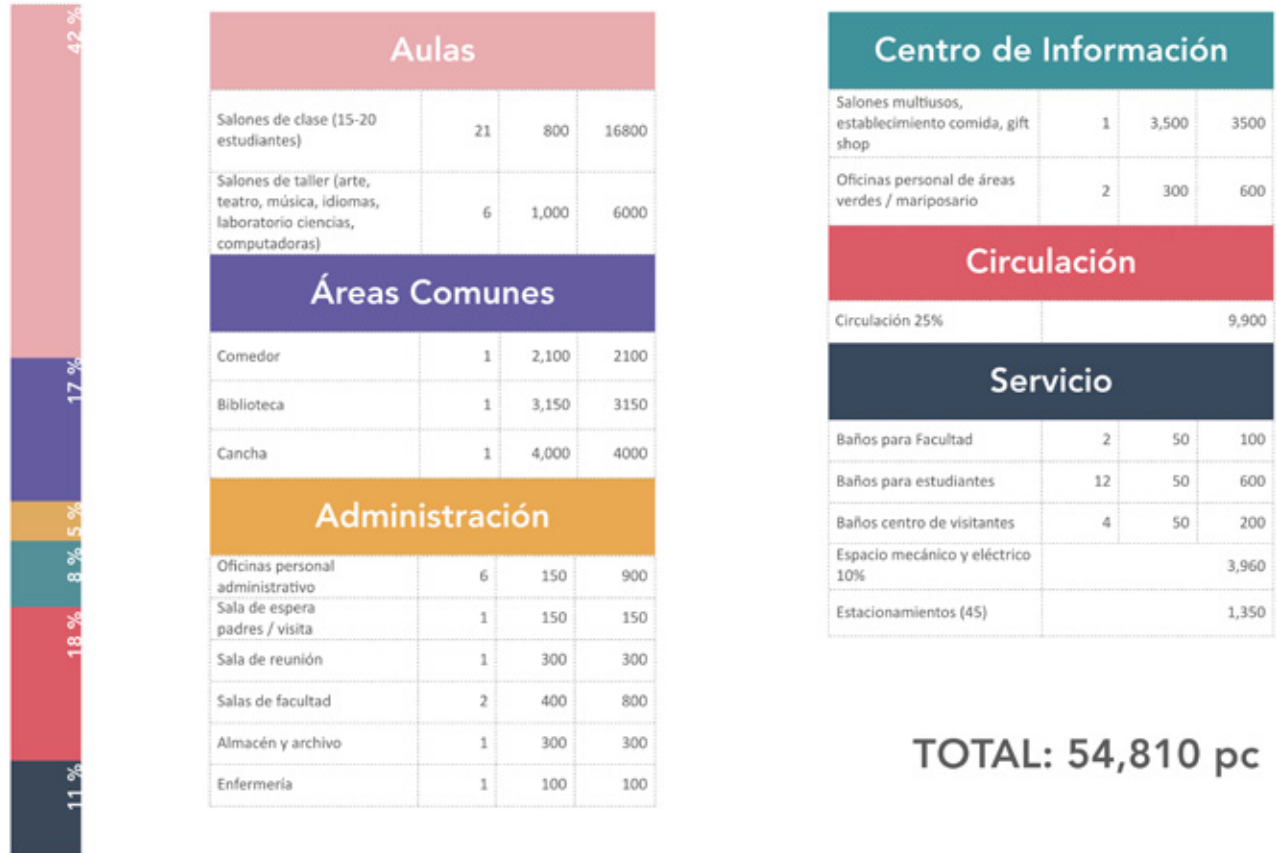 42 %
17 %
5 %
8 %
18 %
11 %
Aulas
Salones de clase (15-20
estudiantes)
21 800 16800
Salones de taller (arte,
teatro, música, idiomas,
laboratorio ciencias,
computadoras)
6 1,000 6000
Áreas Comunes
Comedor 1 2,100 2100
Biblioteca 1 3,150 3150
Cancha 1 4,000 4000
Administración
Oficinas personal
administrativo
6 150 900
Sala de espera
padres / visita
1 150 150
Sala de reunión 1 300 300
Salas de facultad 2 400 800
Almacén y archivo 1 300 300
Enfermería 1 100 100
Centro de Información
Salones multiusos,
establecimiento comida, gift
shop
1 3,500 3500
Oficinas personal de áreas
verdes / mariposario
2 300 600
Circulación
Circulación 25% 9,900
Servicio
Baños para Facultad 2 50 100
Baños para estudiantes 12 50 600
Baños centro de visitantes 4 50 200
Espacio mecánico y eléctrico
10%
3,960
Estacionamientos (45) 1,350
TOTAL: 54,810 pc